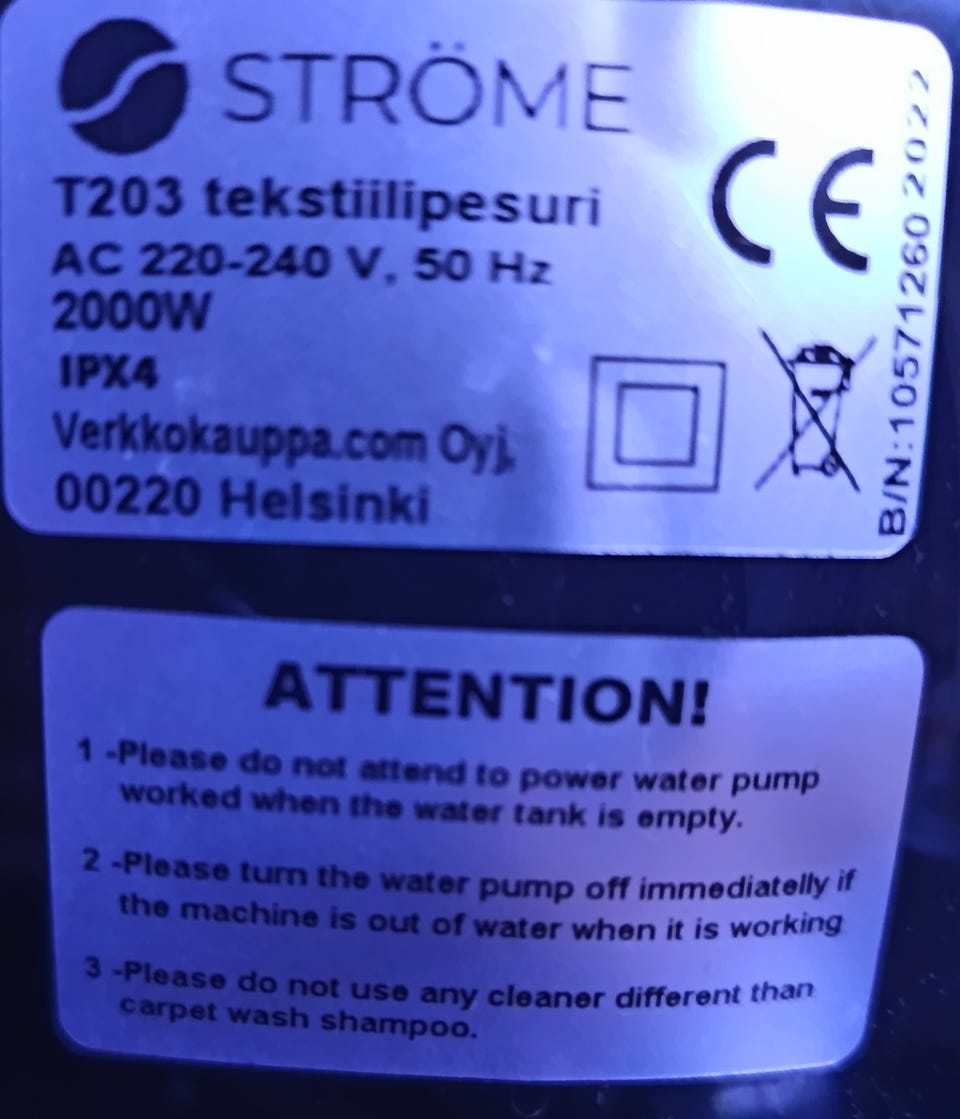 STRÖME
T203 tekstiilipesuri
AC 220-240 V, 50 Hz
2000W
IPX4
Verkkokauppa.com Oyj,
00220 Helsinki
CE
B/N:10571260 2022
ATTENTION!
1 -Please do not attend to power water pump
worked when the water tank is empty.
2 -Please turn the water pump off immediatelly if
the machine is out of water when it is working
3 -Please do not use any cleaner different than
carpet wash shampoo.